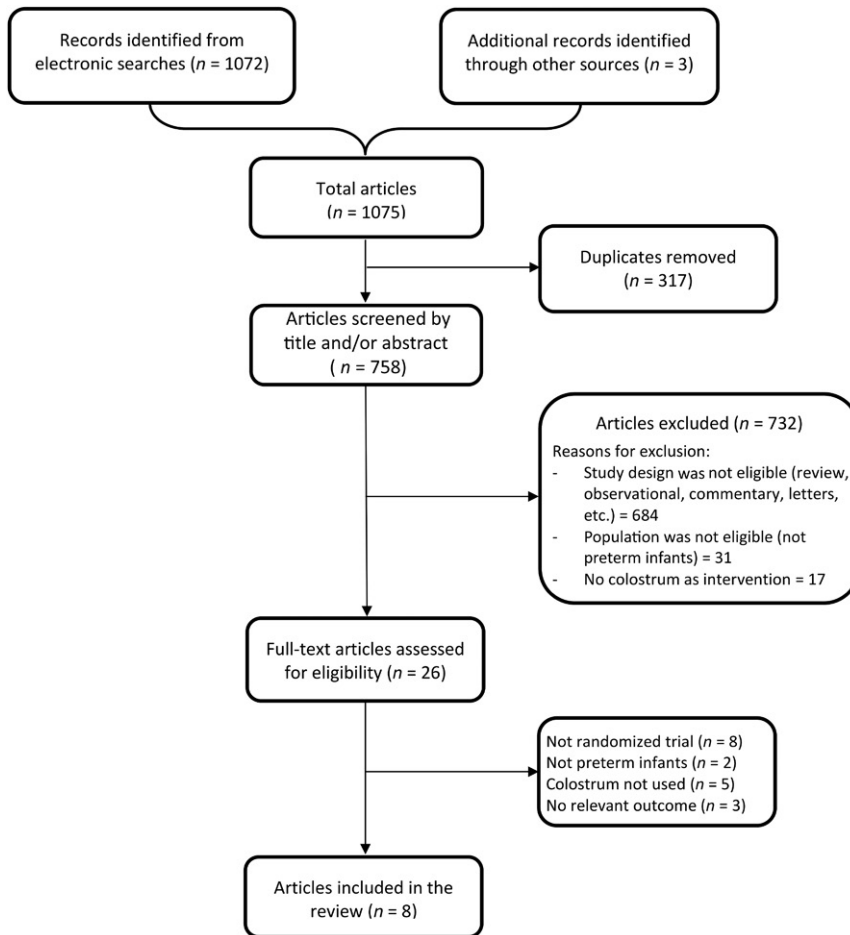 Records identified from
electronic searches (n = 1072)
Additional records identified
through other sources (n = 3)
Total articles
(n = 1075)
Duplicates removed
(n = 317)
Articles screened by
title and/or abstract
( n = 758)
Articles excluded (n = 732)
Reasons for exclusion:
- Study design was not eligible (review,
observational, commentary, letters,
etc.) = 684
- Population was not eligible (not
preterm infants) = 31
- No colostrum as intervention = 17
Full-text articles assessed
for eligibility (n = 26)
Not randomized trial (n = 8)
Not preterm infants (n = 2)
Colostrum not used (n = 5)
No relevant outcome (n = 3)
Articles included in the
review (n = 8)